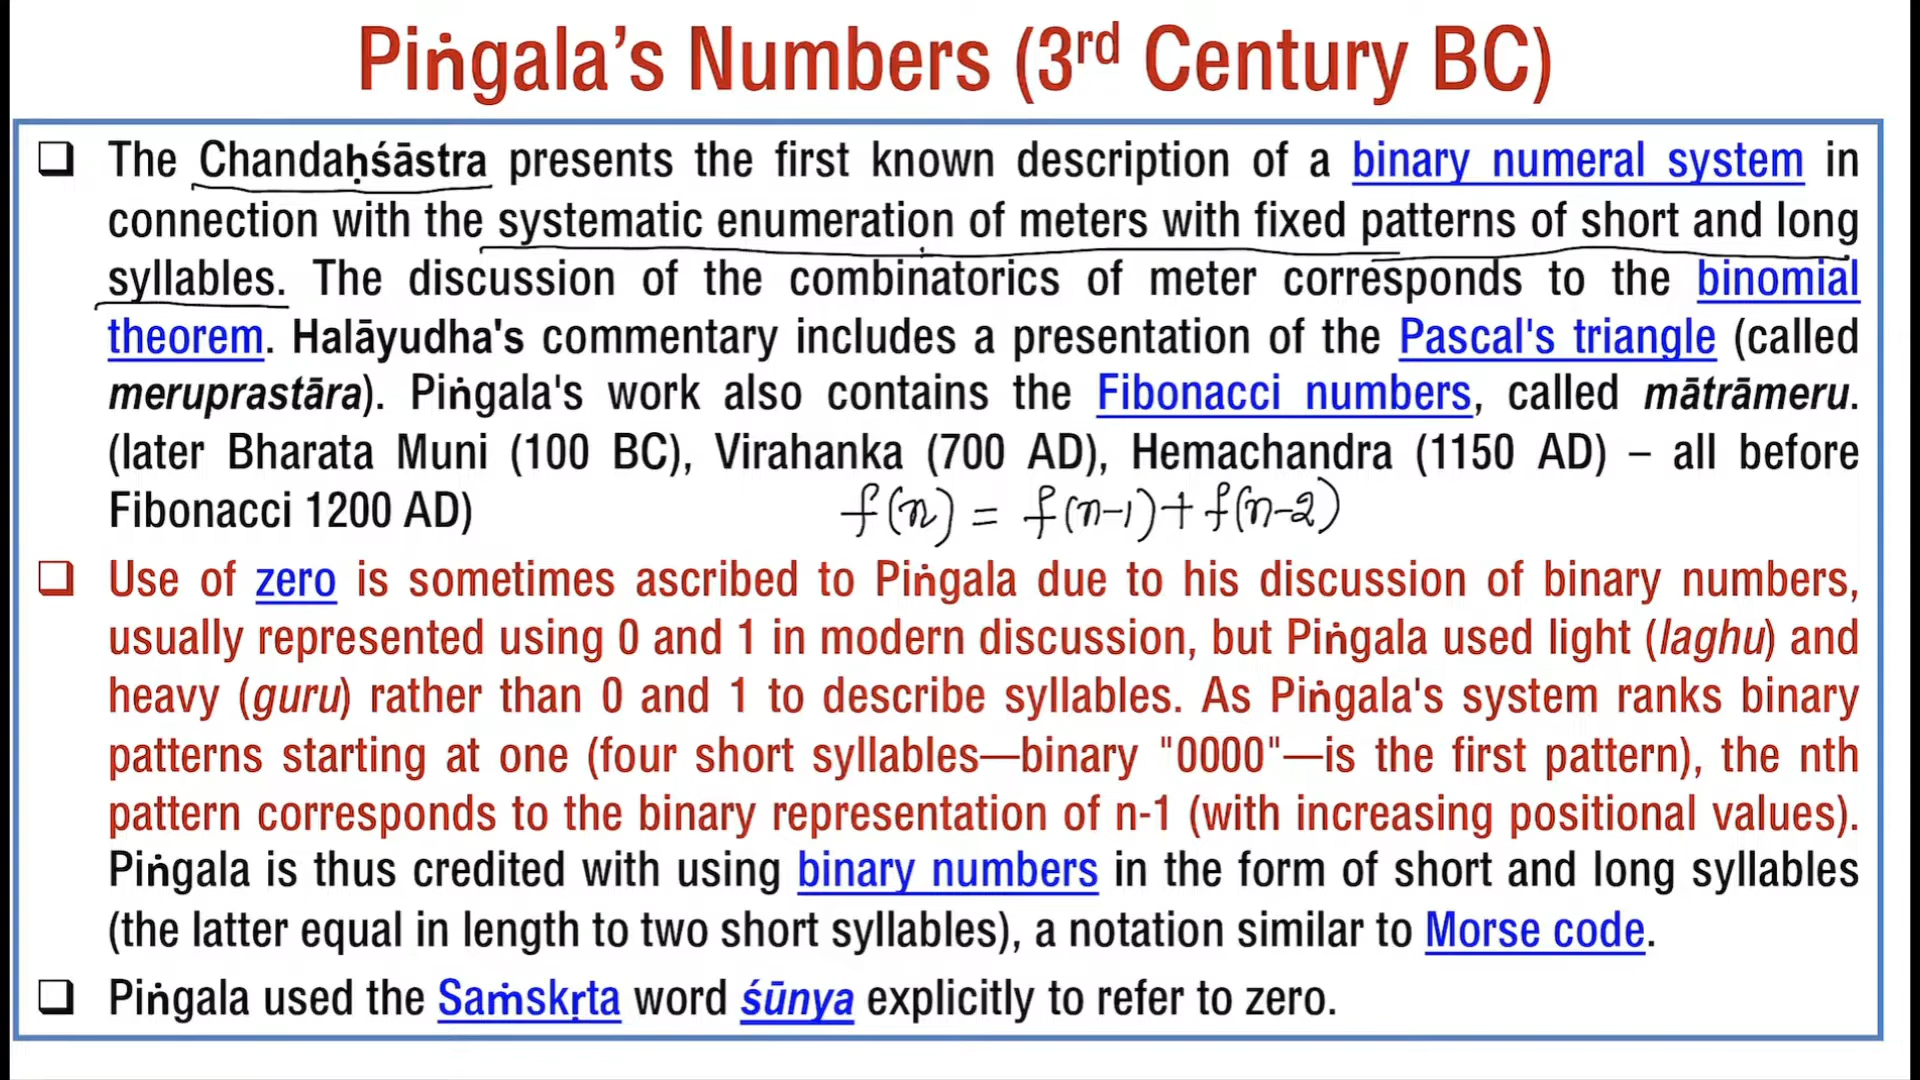 Piṅgala’s Numbers (3rd Century BC)
❑ The Chandaḥśāstra presents the first known description of a binary numeral system in
connection with the systematic enumeration of meters with fixed patterns of short and long
syllables. The discussion of the combinatorics of meter corresponds to the binomial
theorem. Halāyudha's commentary includes a presentation of the Pascal's triangle (called
meruprastāra). Piṅgala's work also contains the Fibonacci numbers, called mātrāmeru.
(later Bharata Muni (100 BC), Virahanka (700 AD), Hemachandra (1150 AD) – all before
Fibonacci 1200 AD)
f(n) = f(n-1)+f(n-2)
❑ Use of zero is sometimes ascribed to Piṅgala due to his discussion of binary numbers,
usually represented using 0 and 1 in modern discussion, but Piṅgala used light (laghu) and
heavy (guru) rather than 0 and 1 to describe syllables. As Piṅgala's system ranks binary
patterns starting at one (four short syllables—binary "0000"—is the first pattern), the nth
pattern corresponds to the binary representation of n-1 (with increasing positional values).
Piṅgala is thus credited with using binary numbers in the form of short and long syllables
(the latter equal in length to two short syllables), a notation similar to Morse code.
❑ Piṅgala used the Saṁskṛta word śūnya explicitly to refer to zero.